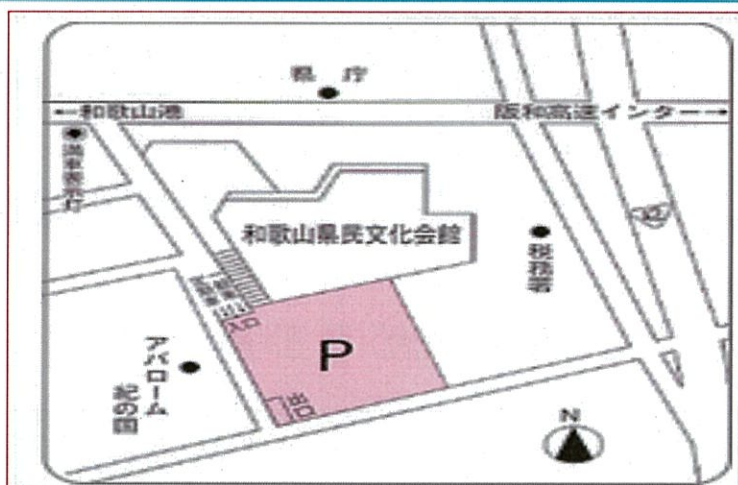 県庁
←和歌山港
阪和高速インター→
和歌山県民文化会館
税務署
入口
P
出口
アバローム
紀の国
N